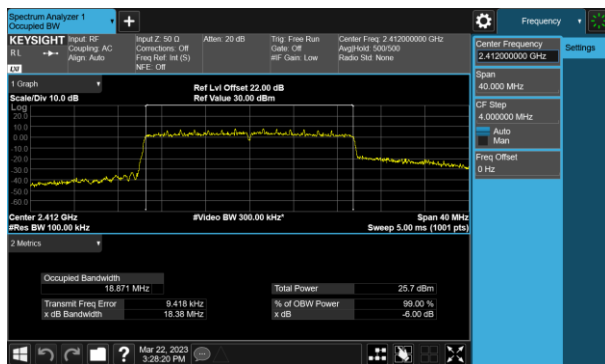 Spectrum Analyzer 1
Occupied BW
Frequency
KEYSIGHT
RL
Input: RF
Coupling: AC
Align: Auto
Input Z: 50 Ω
Corrections: Off
Freq Ref: Int (S)
NFE: Off
Atten: 20 dB
Trig: Free Run
Gate: Off
#IF Gain: Low
Center Freq: 2.412000000 GHz
Avg|Hold: 500/500
Radio Std: None
Center Frequency
2.412000000 GHz
Settings
Span
40.000 MHz
CF Step
4.000000 MHz
Auto
Man
Freq Offset
0 Hz
1 Graph
Scale/Div 10.0 dB
Ref Lvl Offset 22.00 dB
Ref Value 30.00 dBm
Log
20.0
10.0
0.00
-10.0
-20.0
-30.0
-40.0
-50.0
-60.0
Center 2.412 GHz
#Res BW 100.00 kHz
#Video BW 300.00 kHz*
Span 40 MHz
Sweep 5.00 ms (1001 pts)
2 Metrics
Occupied Bandwidth
18.871 MHz
Total Power 25.7 dBm
Transmit Freq Error 9.418 kHz
% of OBW Power 99.00 %
x dB Bandwidth 18.38 MHz
x dB -6.00 dB
?
Mar 22, 2023
3:28:20 PM